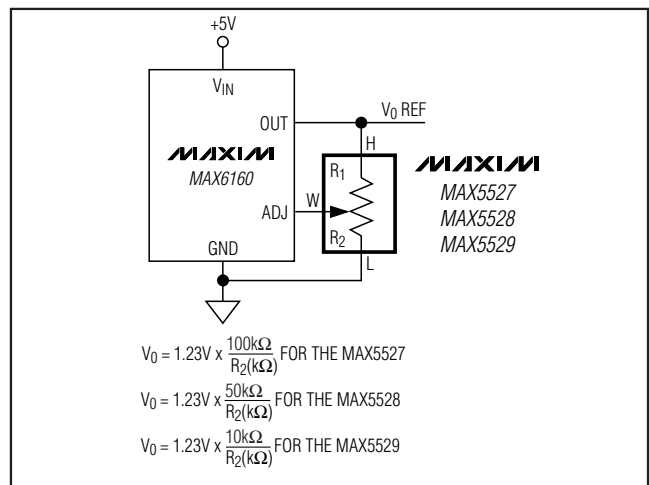 +5V
VIN
OUT
V0 REF
H
MAXIM
MAX6160
R1
MAXIM
MAX5527
MAX5528
MAX5529
ADJ
W
R2
GND
L
V0 = 1.23V x 100kΩ / R2(kΩ) FOR THE MAX5527
V0 = 1.23V x 50kΩ / R2(kΩ) FOR THE MAX5528
V0 = 1.23V x 10kΩ / R2(kΩ) FOR THE MAX5529